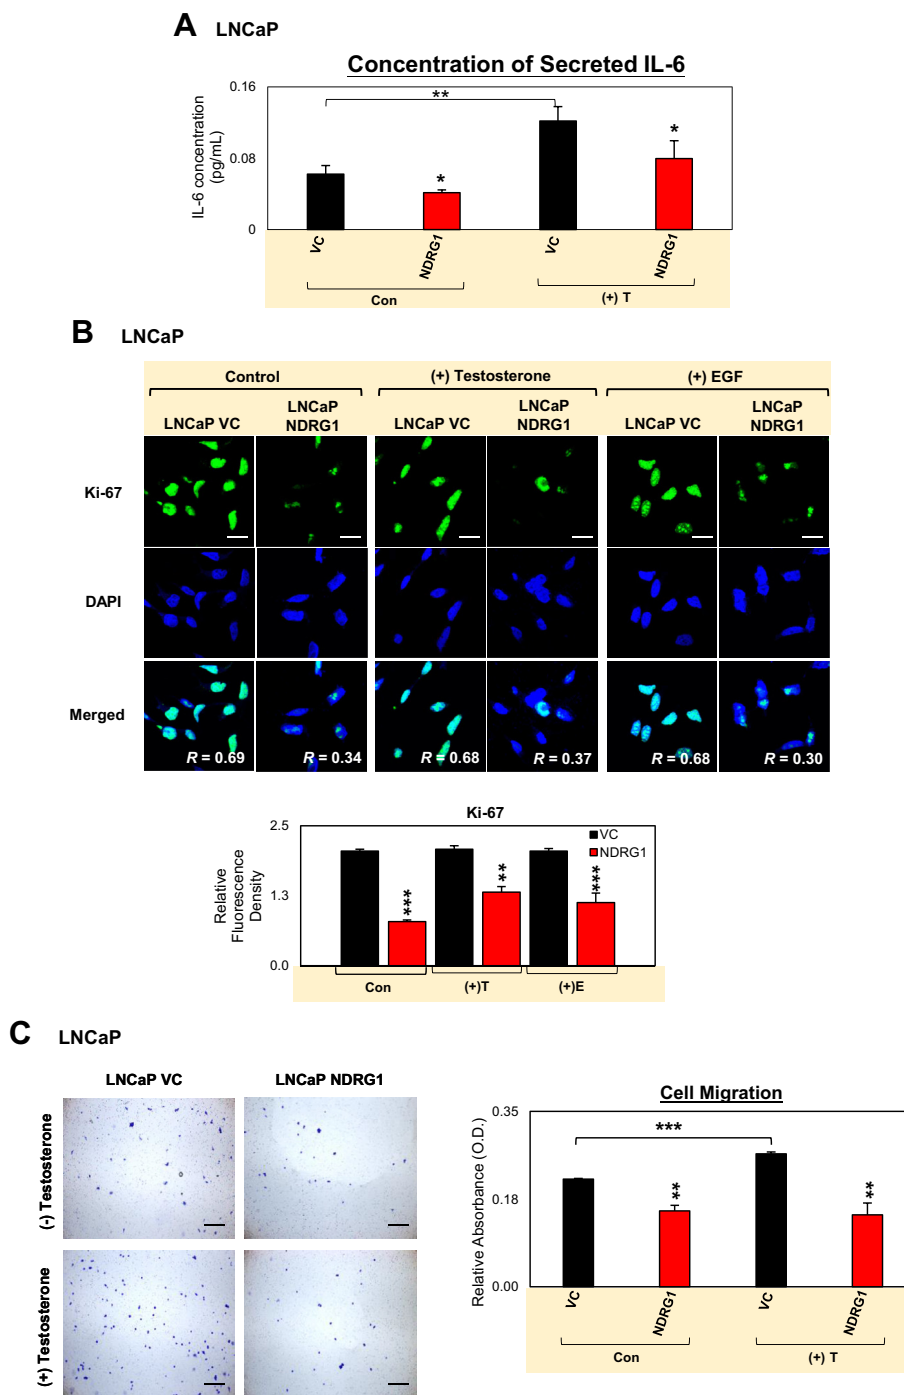 A LNCaP
Concentration of Secreted IL-6
IL-6 concentration
(pg/mL)
0.16
0.08
0
**
*
*
VC
NDRG1
VC
NDRG1
Con
(+) T
B LNCaP
Control
(+) Testosterone
(+) EGF
LNCaP VC
LNCaP
NDRG1
LNCaP VC
LNCaP
NDRG1
LNCaP VC
LNCaP
NDRG1
Ki-67
DAPI
Merged
R = 0.69
R = 0.34
R = 0.68
R = 0.37
R = 0.68
R = 0.30
Ki-67
Relative
Fluorescence
Density
2.5
1.3
0.0
VC
NDRG1
***
**
***
Con
(+)T
(+)E
C LNCaP
LNCaP VC
LNCaP NDRG1
(-) Testosterone
(+) Testosterone
Cell Migration
Relative Absorbance (O.D.)
0.35
0.18
0.00
***
**
**
VC
NDRG1
VC
NDRG1
Con
(+) T